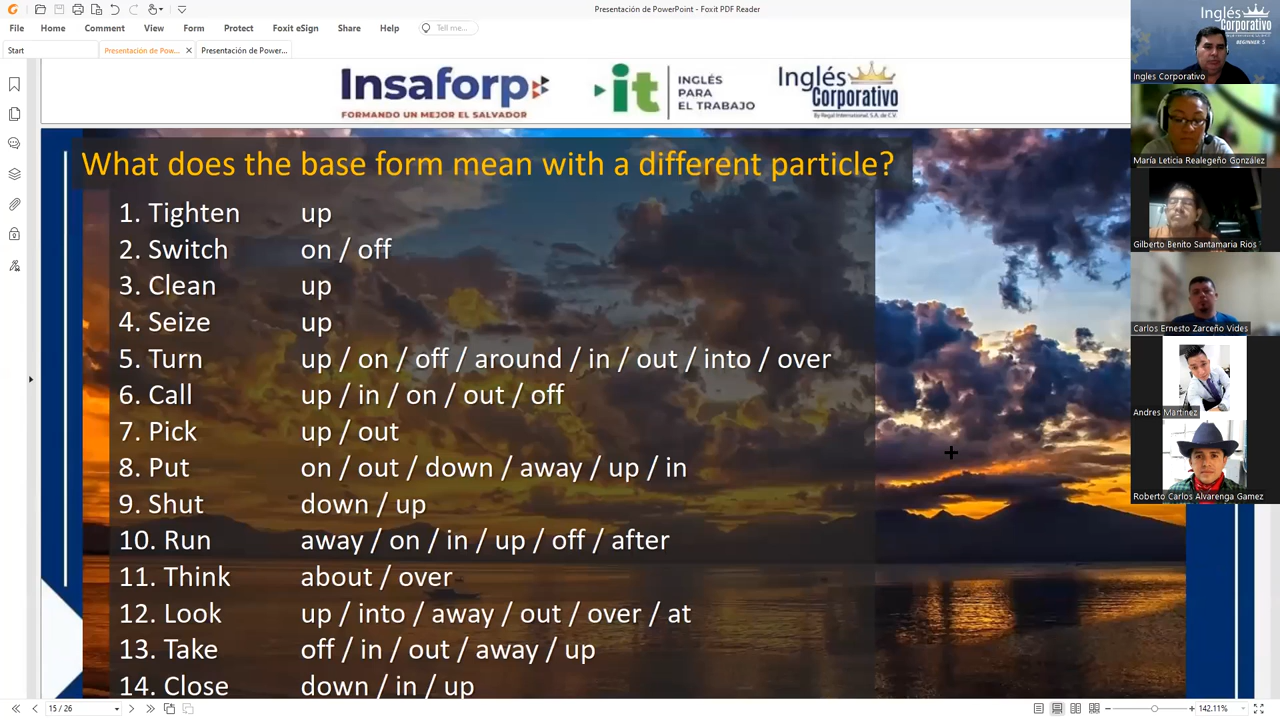 Presentación de PowerPoint - Foxit PDF Reader
File Home Comment View Form Protect Foxit eSign Share Help Tell me...
Start Presentación de Pow... Presentación de Power...
Insaforp
FORMANDO UN MEJOR EL SALVADOR
it
INGLÉS
PARA
EL TRABAJO
Inglés
Corporativo
By Regal International, S.A. de C.V.
What does the base form mean with a different particle?
1. Tighten up
2. Switch on / off
3. Clean up
4. Seize up
5. Turn up / on / off / around / in / out / into / over
6. Call up / in / on / out / off
7. Pick up / out
8. Put on / out / down / away / up / in
9. Shut down / up
10. Run away / on / in / up / off / after
11. Think about / over
12. Look up / into / away / out / over / at
13. Take off / in / out / away / up
14. Close down / in / up
Inglés
Corporativo
BEGINNER 5
Ingles Corporativo
María Leticia Realegeño González
Gilberto Benito Santamaria Rios
Carlos Ernesto Zarceño Vides
Andres Martinez
Roberto Carlos Alvarenga Gamez
15 / 26
142.11%